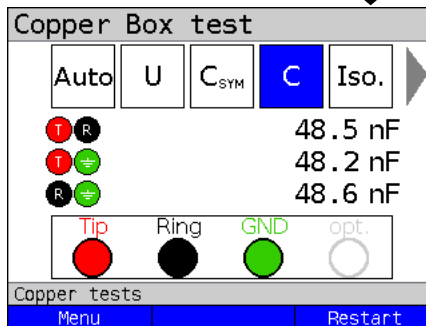 Copper Box test
Auto U CSYM C Iso.
T R 48.5 nF
T 48.2 nF
R 48.6 nF
Tip Ring GND opt.
Copper tests
Menu Restart